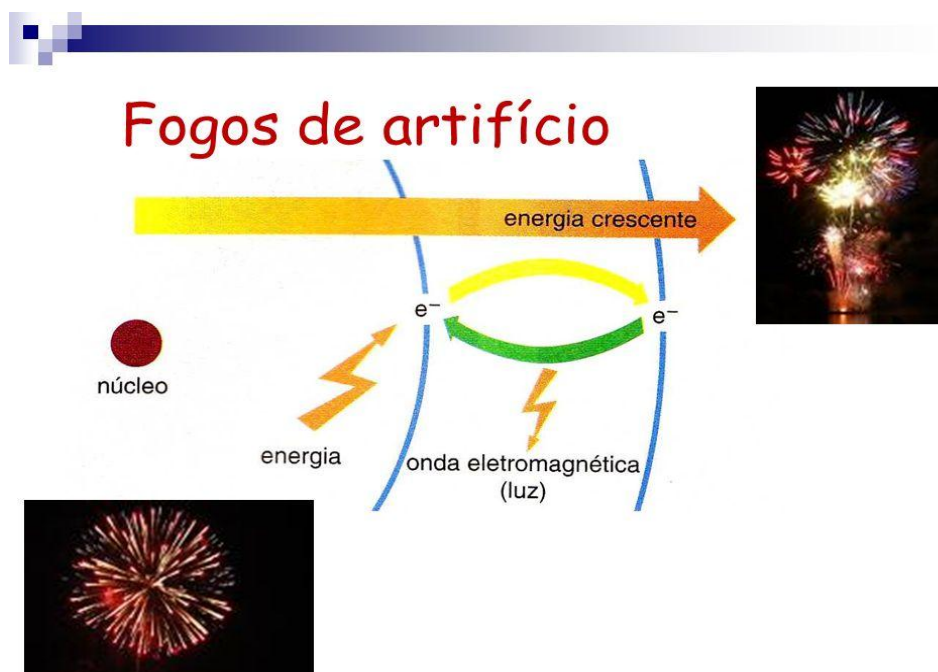 Fogos de artifício
energia crescente
e⁻
e⁻
núcleo
energia
onda eletromagnética
(luz)